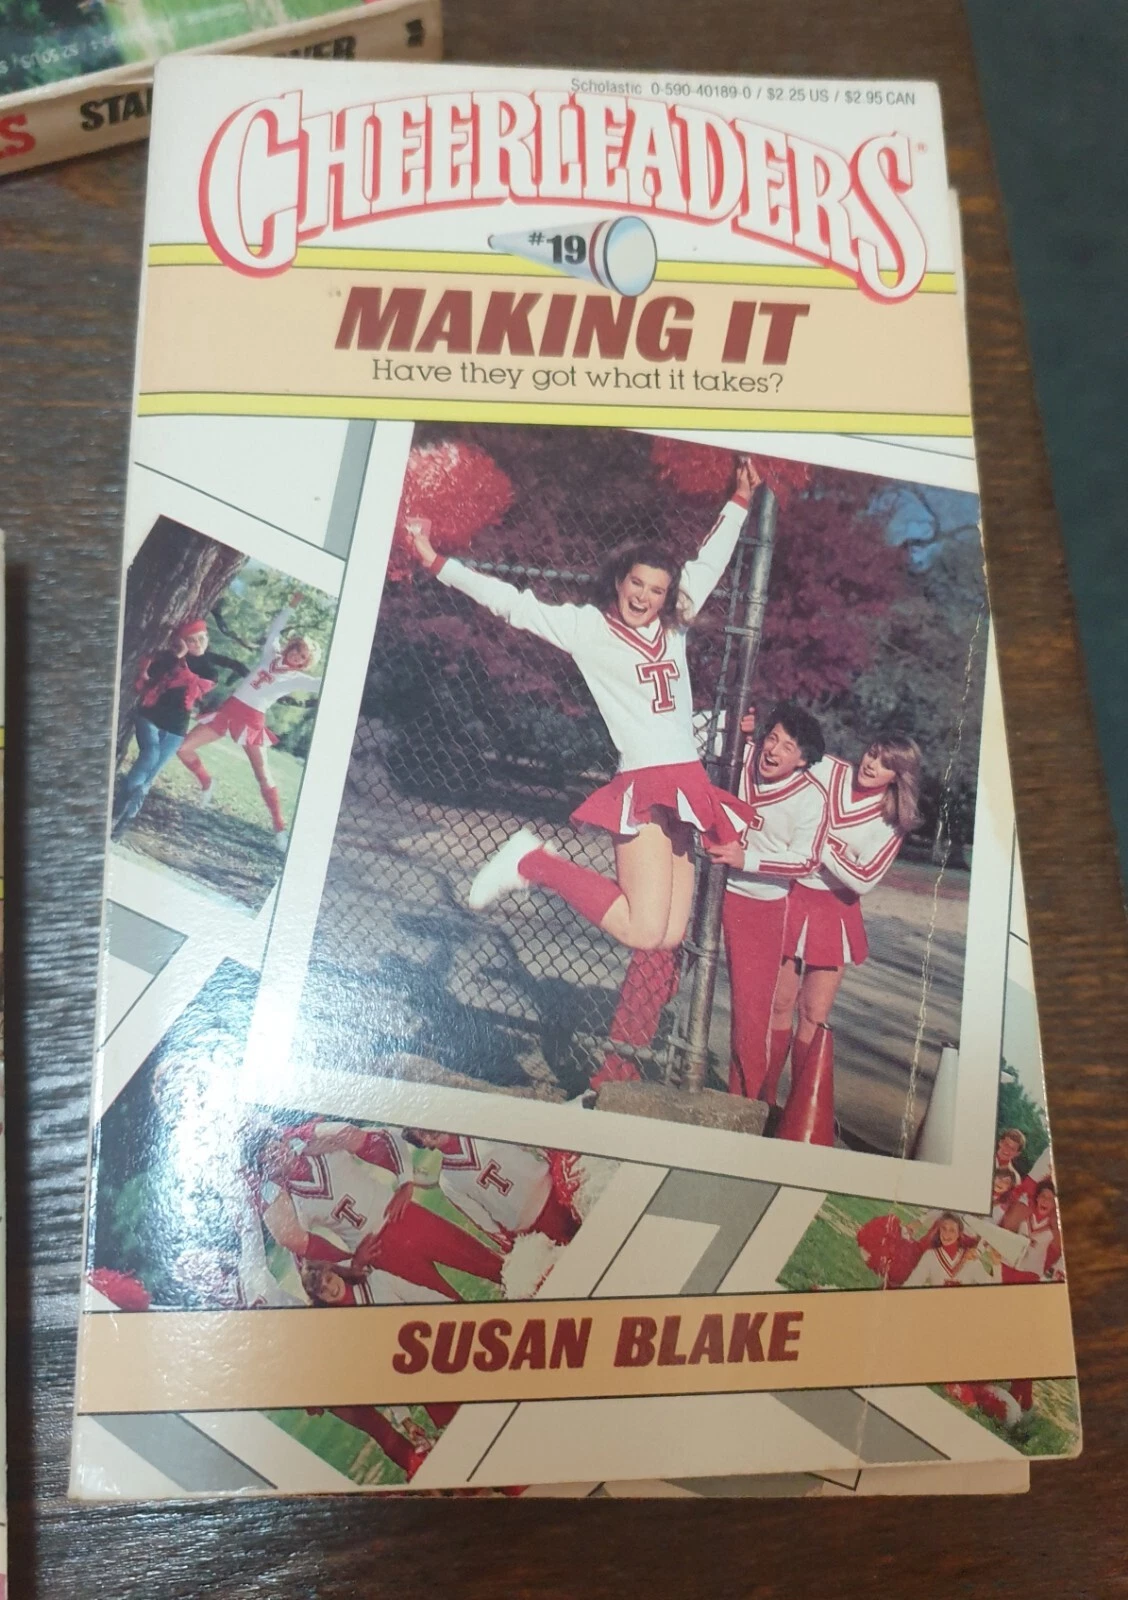 Scholastic 0-590-40189-0 / $2.25 US / $2.95 CAN
CHEERLEADERS®
#19
MAKING IT
Have they got what it takes?
T
T
T
T
SUSAN BLAKE